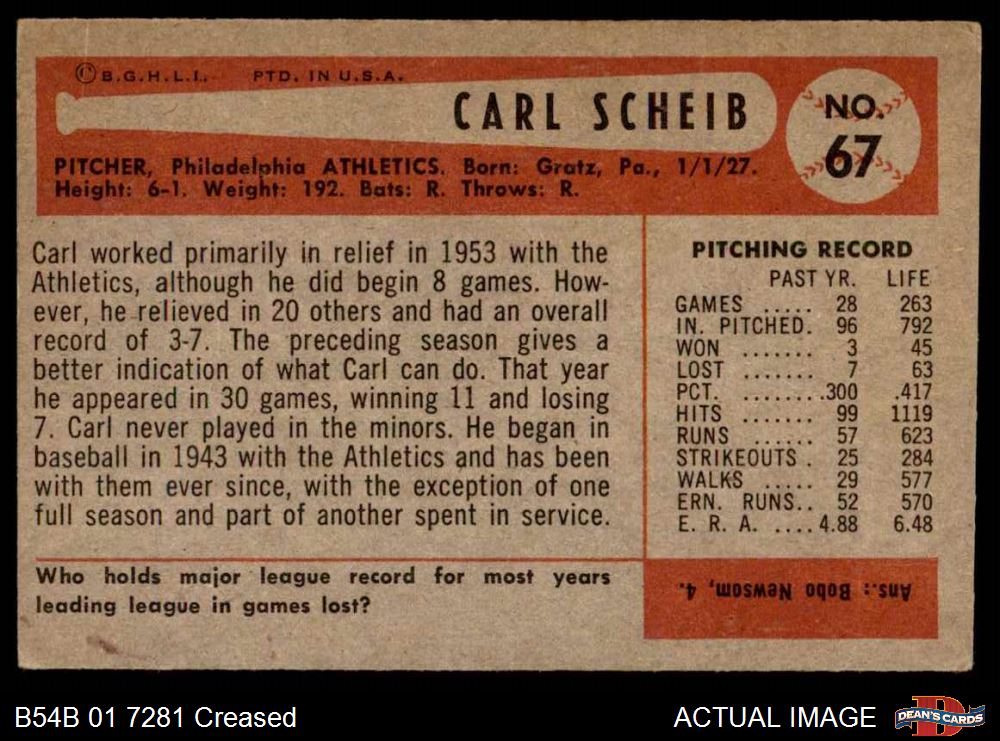 © B.G.H.L.I. PTD. IN U.S.A.
CARL SCHEIB
NO.
67
PITCHER, Philadelphia ATHLETICS. Born: Gratz, Pa., 1/1/27.
Height: 6-1. Weight: 192. Bats: R. Throws: R.
Carl worked primarily in relief in 1953 with the
Athletics, although he did begin 8 games. How-
ever, he relieved in 20 others and had an overall
record of 3-7. The preceding season gives a
better indication of what Carl can do. That year
he appeared in 30 games, winning 11 and losing
7. Carl never played in the minors. He began in
baseball in 1943 with the Athletics and has been
with them ever since, with the exception of one
full season and part of another spent in service.
PITCHING RECORD
PAST YR. LIFE
GAMES ..... 28 263
IN. PITCHED. 96 792
WON ....... 3 45
LOST ....... 7 63
PCT. ........300 .417
HITS ....... 99 1119
RUNS ...... 57 623
STRIKEOUTS . 25 284
WALKS ..... 29 577
ERN. RUNS.. 52 570
E. R. A. ....4.88 6.48
Who holds major league record for most years
leading league in games lost?
Ans.: Bobo Newsom, 4.
B54B 01 7281 Creased
ACTUAL IMAGE
D
DEAN'S CARDS